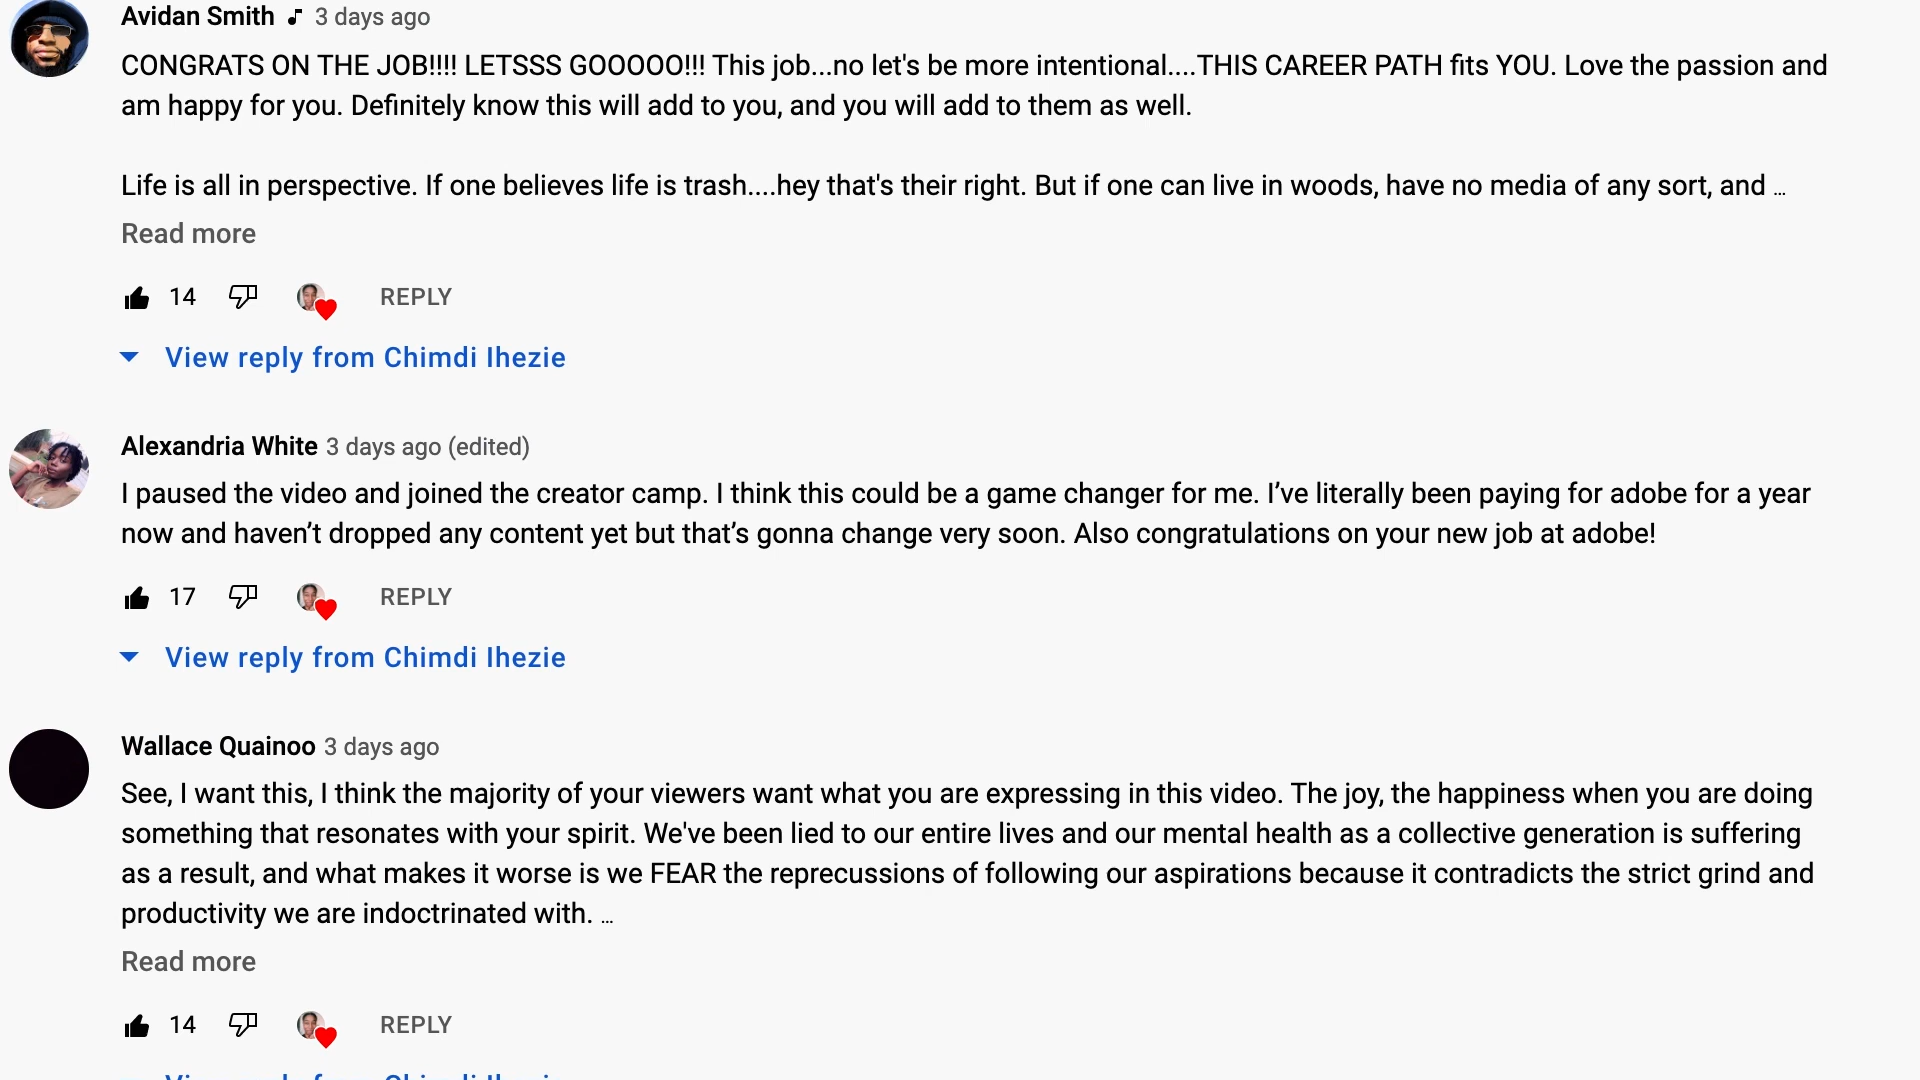 Avidan Smith 3 days ago
CONGRATS ON THE JOB!!!! LETSSS GOOOOO!!! This job...no let's be more intentional....THIS CAREER PATH fits YOU. Love the passion and
am happy for you. Definitely know this will add to you, and you will add to them as well.
Life is all in perspective. If one believes life is trash....hey that's their right. But if one can live in woods, have no media of any sort, and ...
Read more
14 REPLY
View reply from Chimdi Ihezie
Alexandria White 3 days ago (edited)
I paused the video and joined the creator camp. I think this could be a game changer for me. I’ve literally been paying for adobe for a year
now and haven’t dropped any content yet but that’s gonna change very soon. Also congratulations on your new job at adobe!
17 REPLY
View reply from Chimdi Ihezie
Wallace Quainoo 3 days ago
See, I want this, I think the majority of your viewers want what you are expressing in this video. The joy, the happiness when you are doing
something that resonates with your spirit. We've been lied to our entire lives and our mental health as a collective generation is suffering
as a result, and what makes it worse is we FEAR the reprecussions of following our aspirations because it contradicts the strict grind and
productivity we are indoctrinated with. ...
Read more
14 REPLY
View reply from Chimdi Ihezie